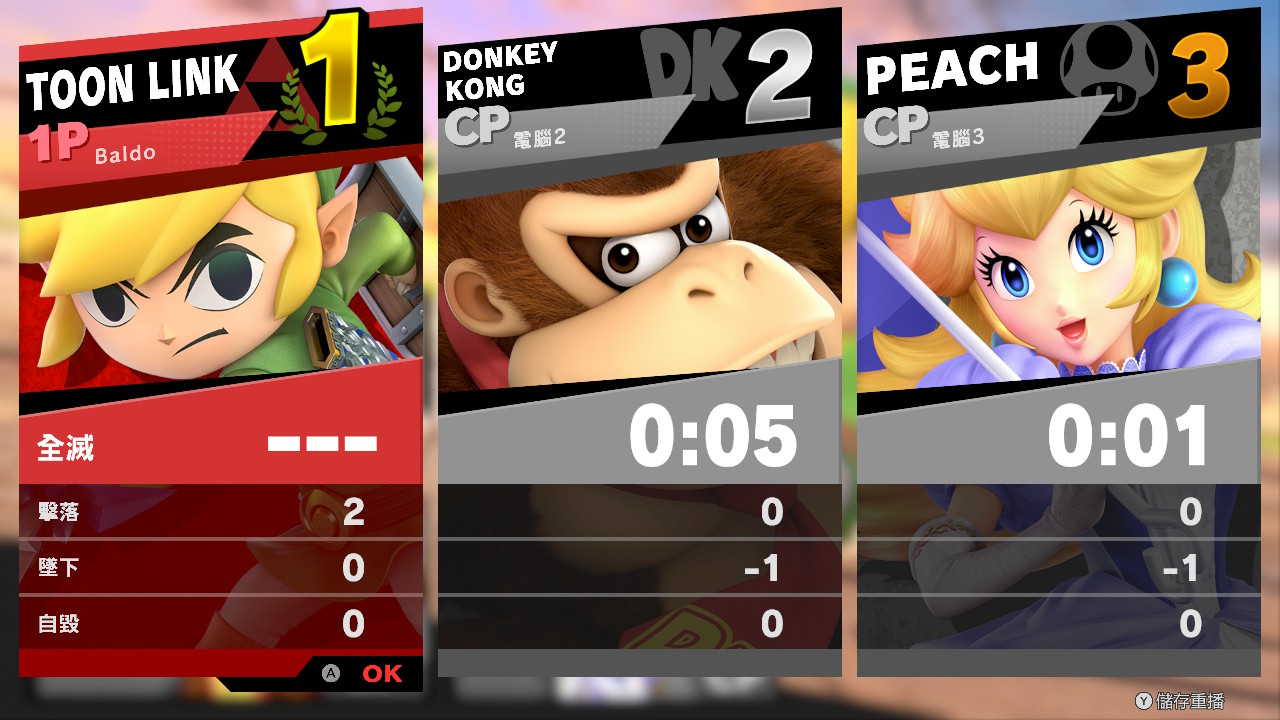 TOON LINK
1
1P Baldo
全滅 ---
擊落 2
墜下 0
自毀 0
A OK
DONKEY
KONG
DK
2
CP 電腦2
0:05
0
-1
0
PEACH
3
CP 電腦3
0:01
0
-1
0
Y 儲存重播